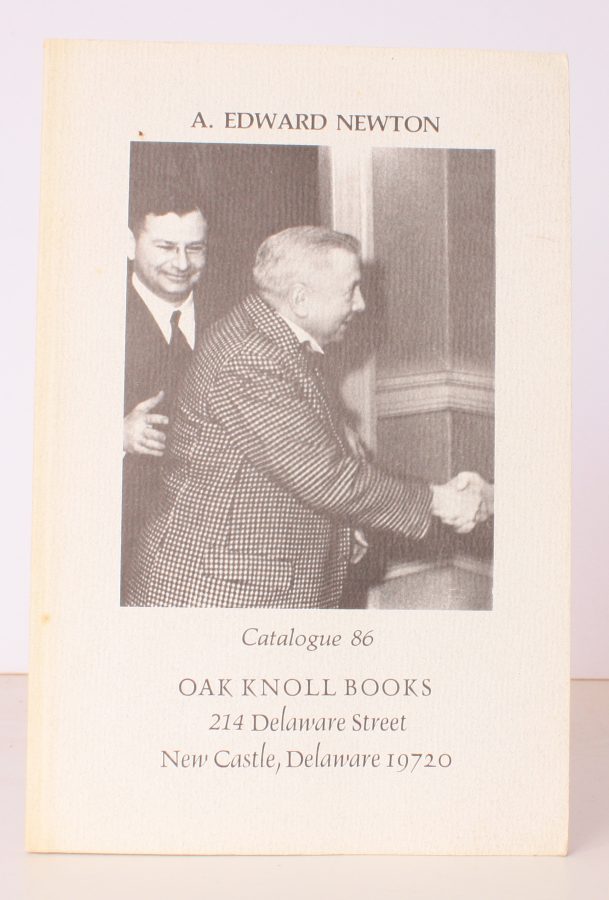 A. EDWARD NEWTON
Catalogue 86
OAK KNOLL BOOKS
214 Delaware Street
New Castle, Delaware 19720